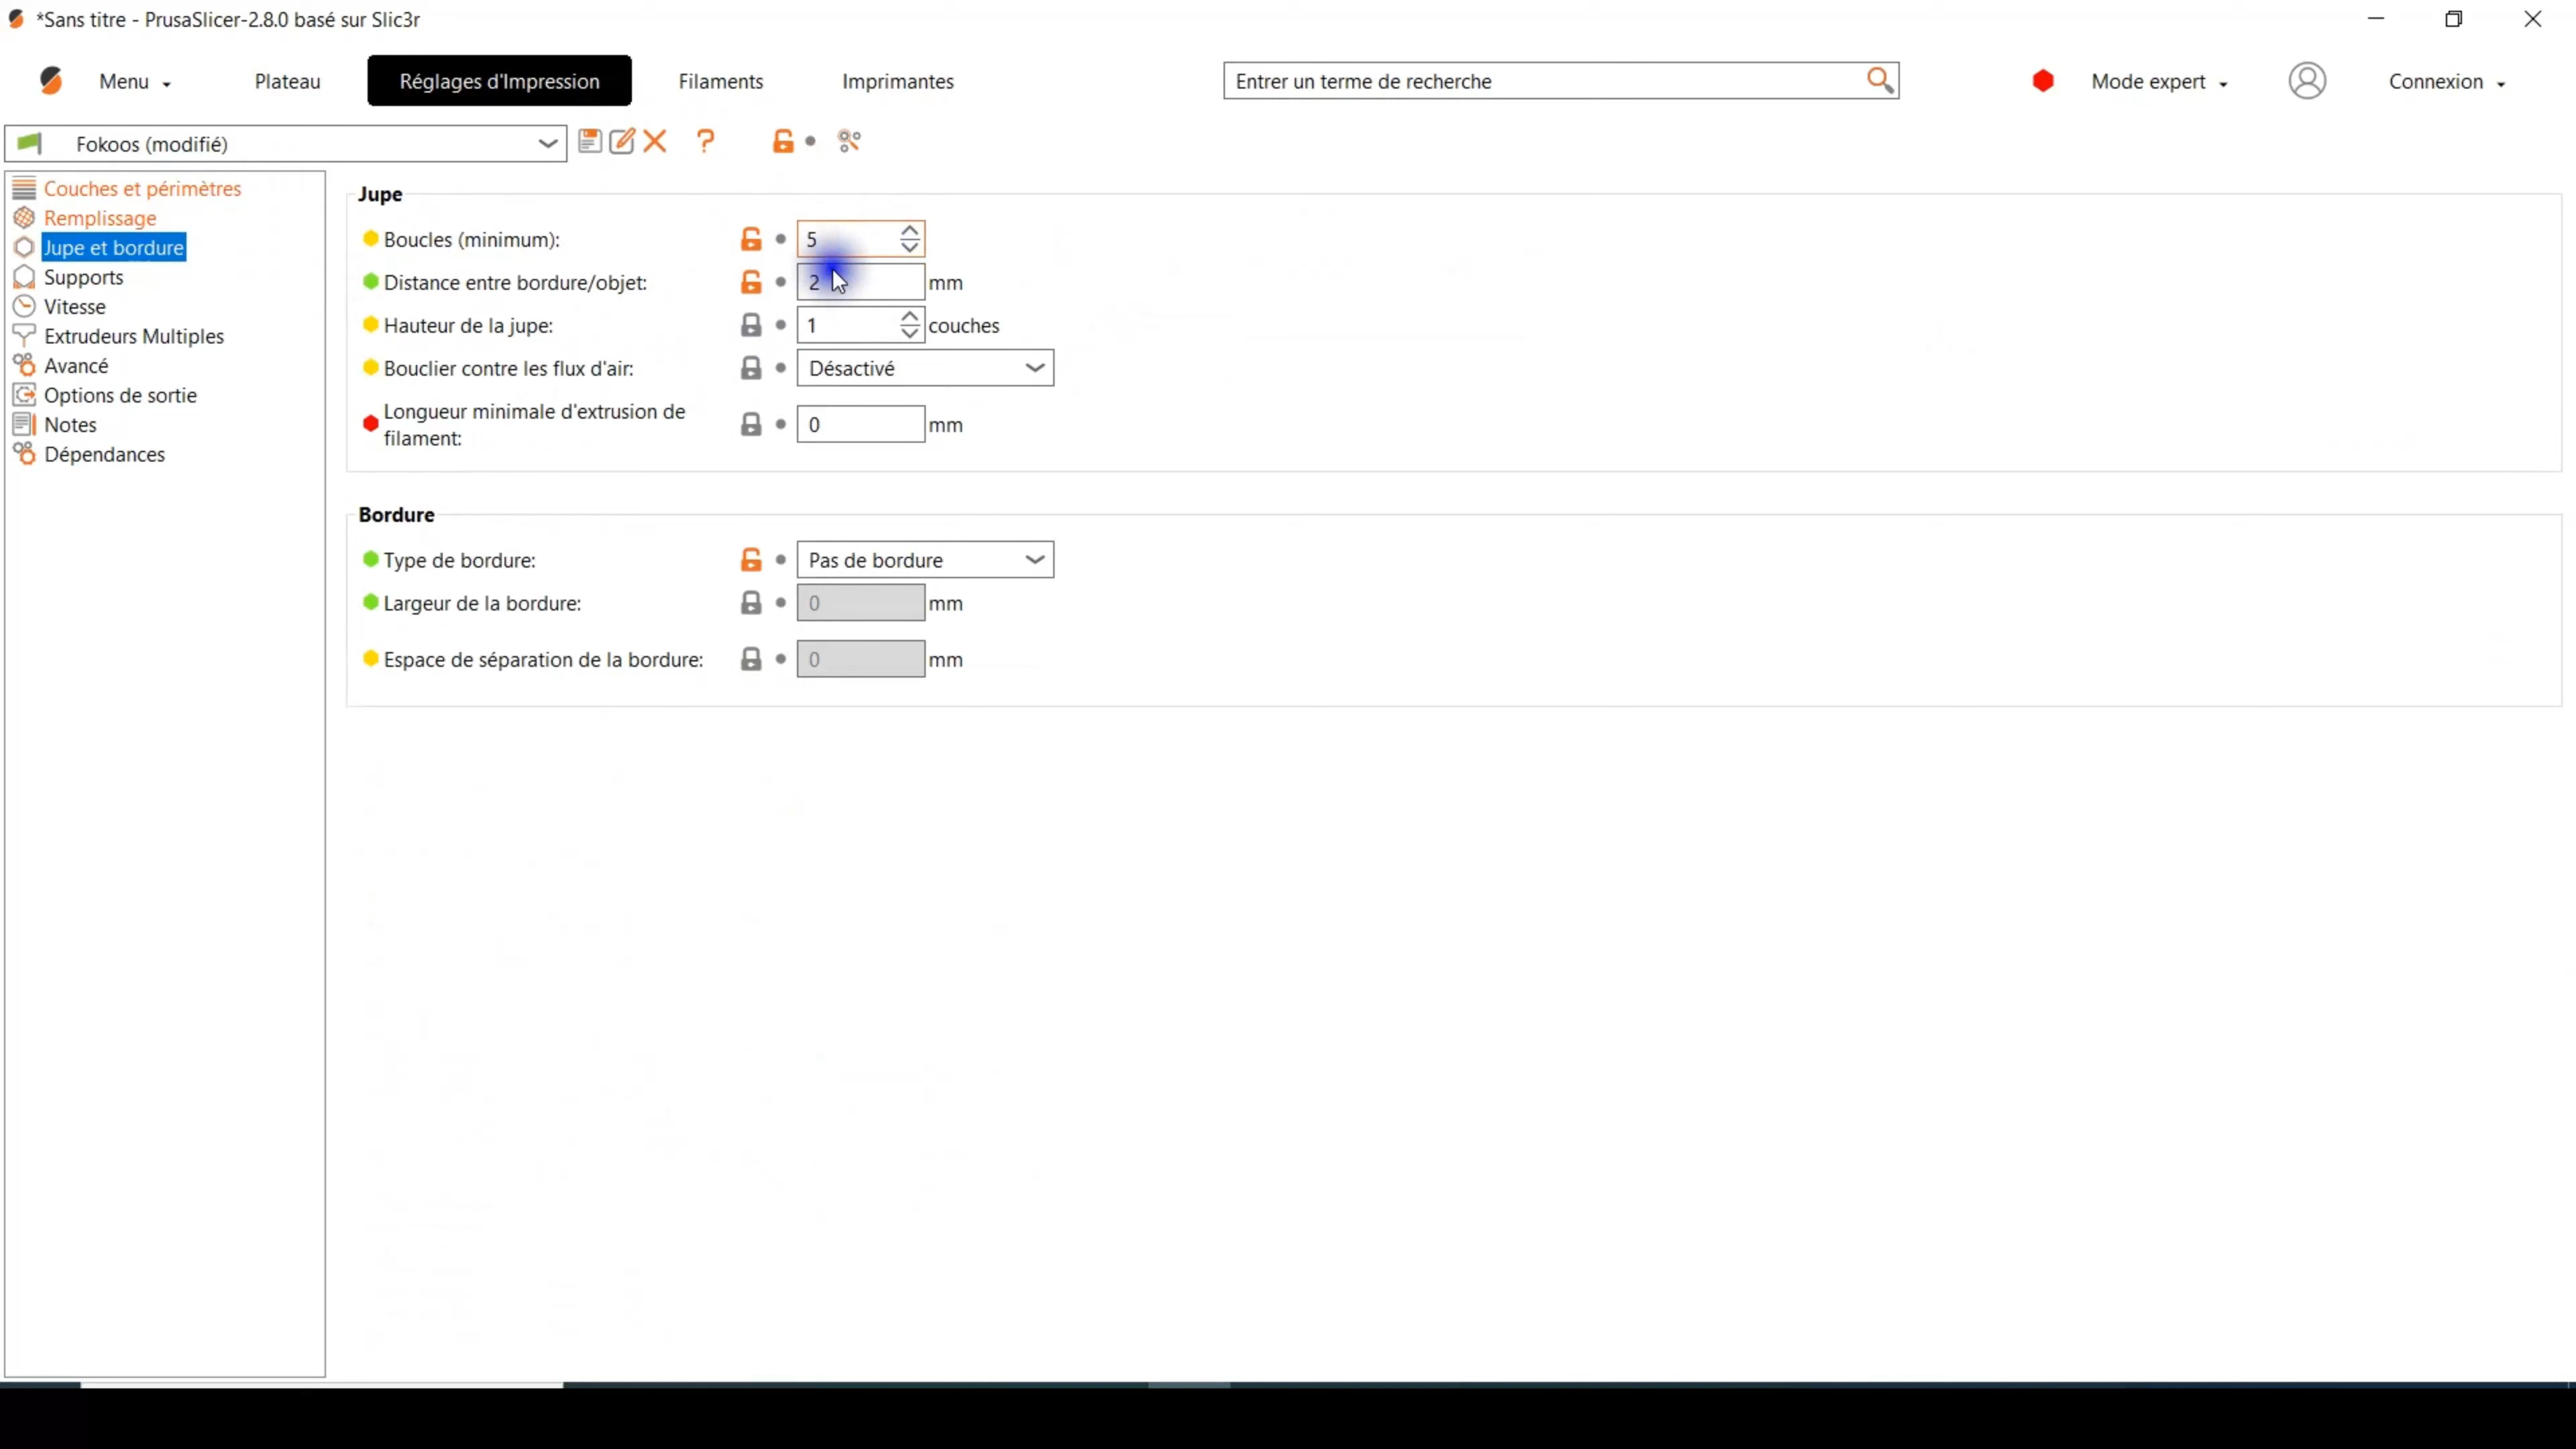 *Sans titre - PrusaSlicer-2.8.0 basé sur Slic3r
Menu
Plateau
Réglages d'Impression
Filaments
Imprimantes
Entrer un terme de recherche
Mode expert
Connexion
Fokoos (modifié)
Couches et périmètres
Remplissage
Jupe et bordure
Supports
Vitesse
Extrudeurs Multiples
Avancé
Options de sortie
Notes
Dépendances
Jupe
Boucles (minimum): 5
Distance entre bordure/objet: 2 mm
Hauteur de la jupe: 1 couches
Bouclier contre les flux d'air: Désactivé
Longueur minimale d'extrusion de
filament: 0 mm
Bordure
Type de bordure: Pas de bordure
Largeur de la bordure: 0 mm
Espace de séparation de la bordure: 0 mm